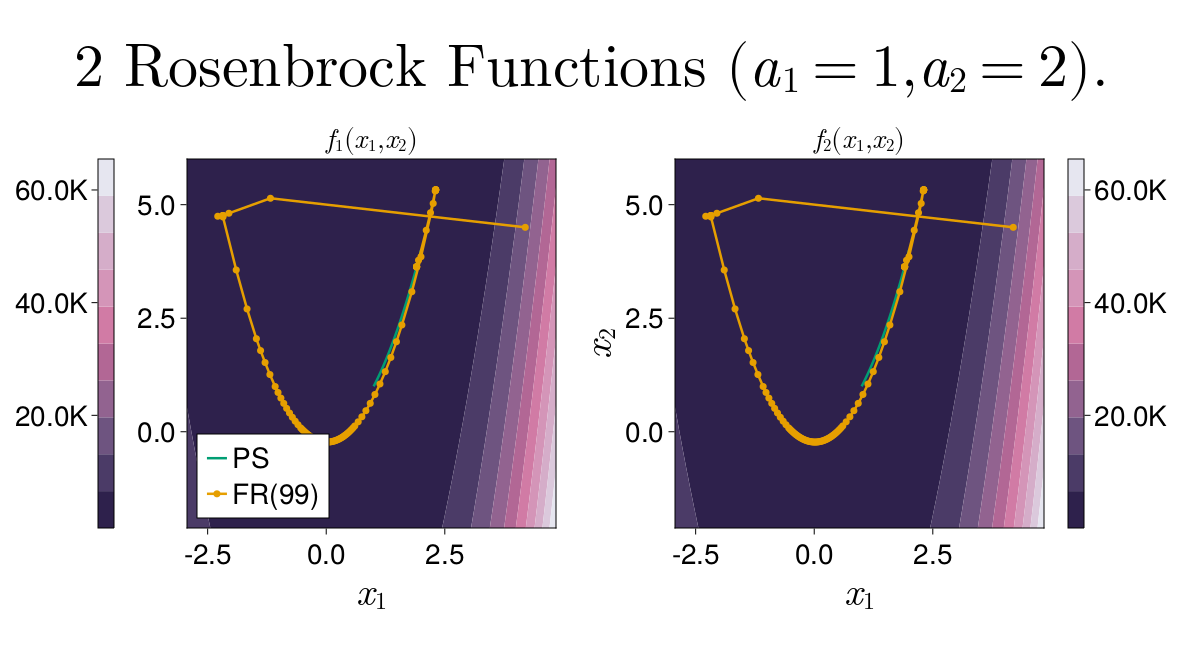 2 Rosenbrock Functions (a₁ = 1, a₂ = 2).
f₁(x₁,x₂)
f₂(x₁,x₂)
60.0K
40.0K
20.0K
5.0
2.5
0.0
PS
FR(99)
-2.5
0.0
2.5
x₁
x₂
5.0
2.5
0.0
-2.5
0.0
2.5
x₁
60.0K
40.0K
20.0K